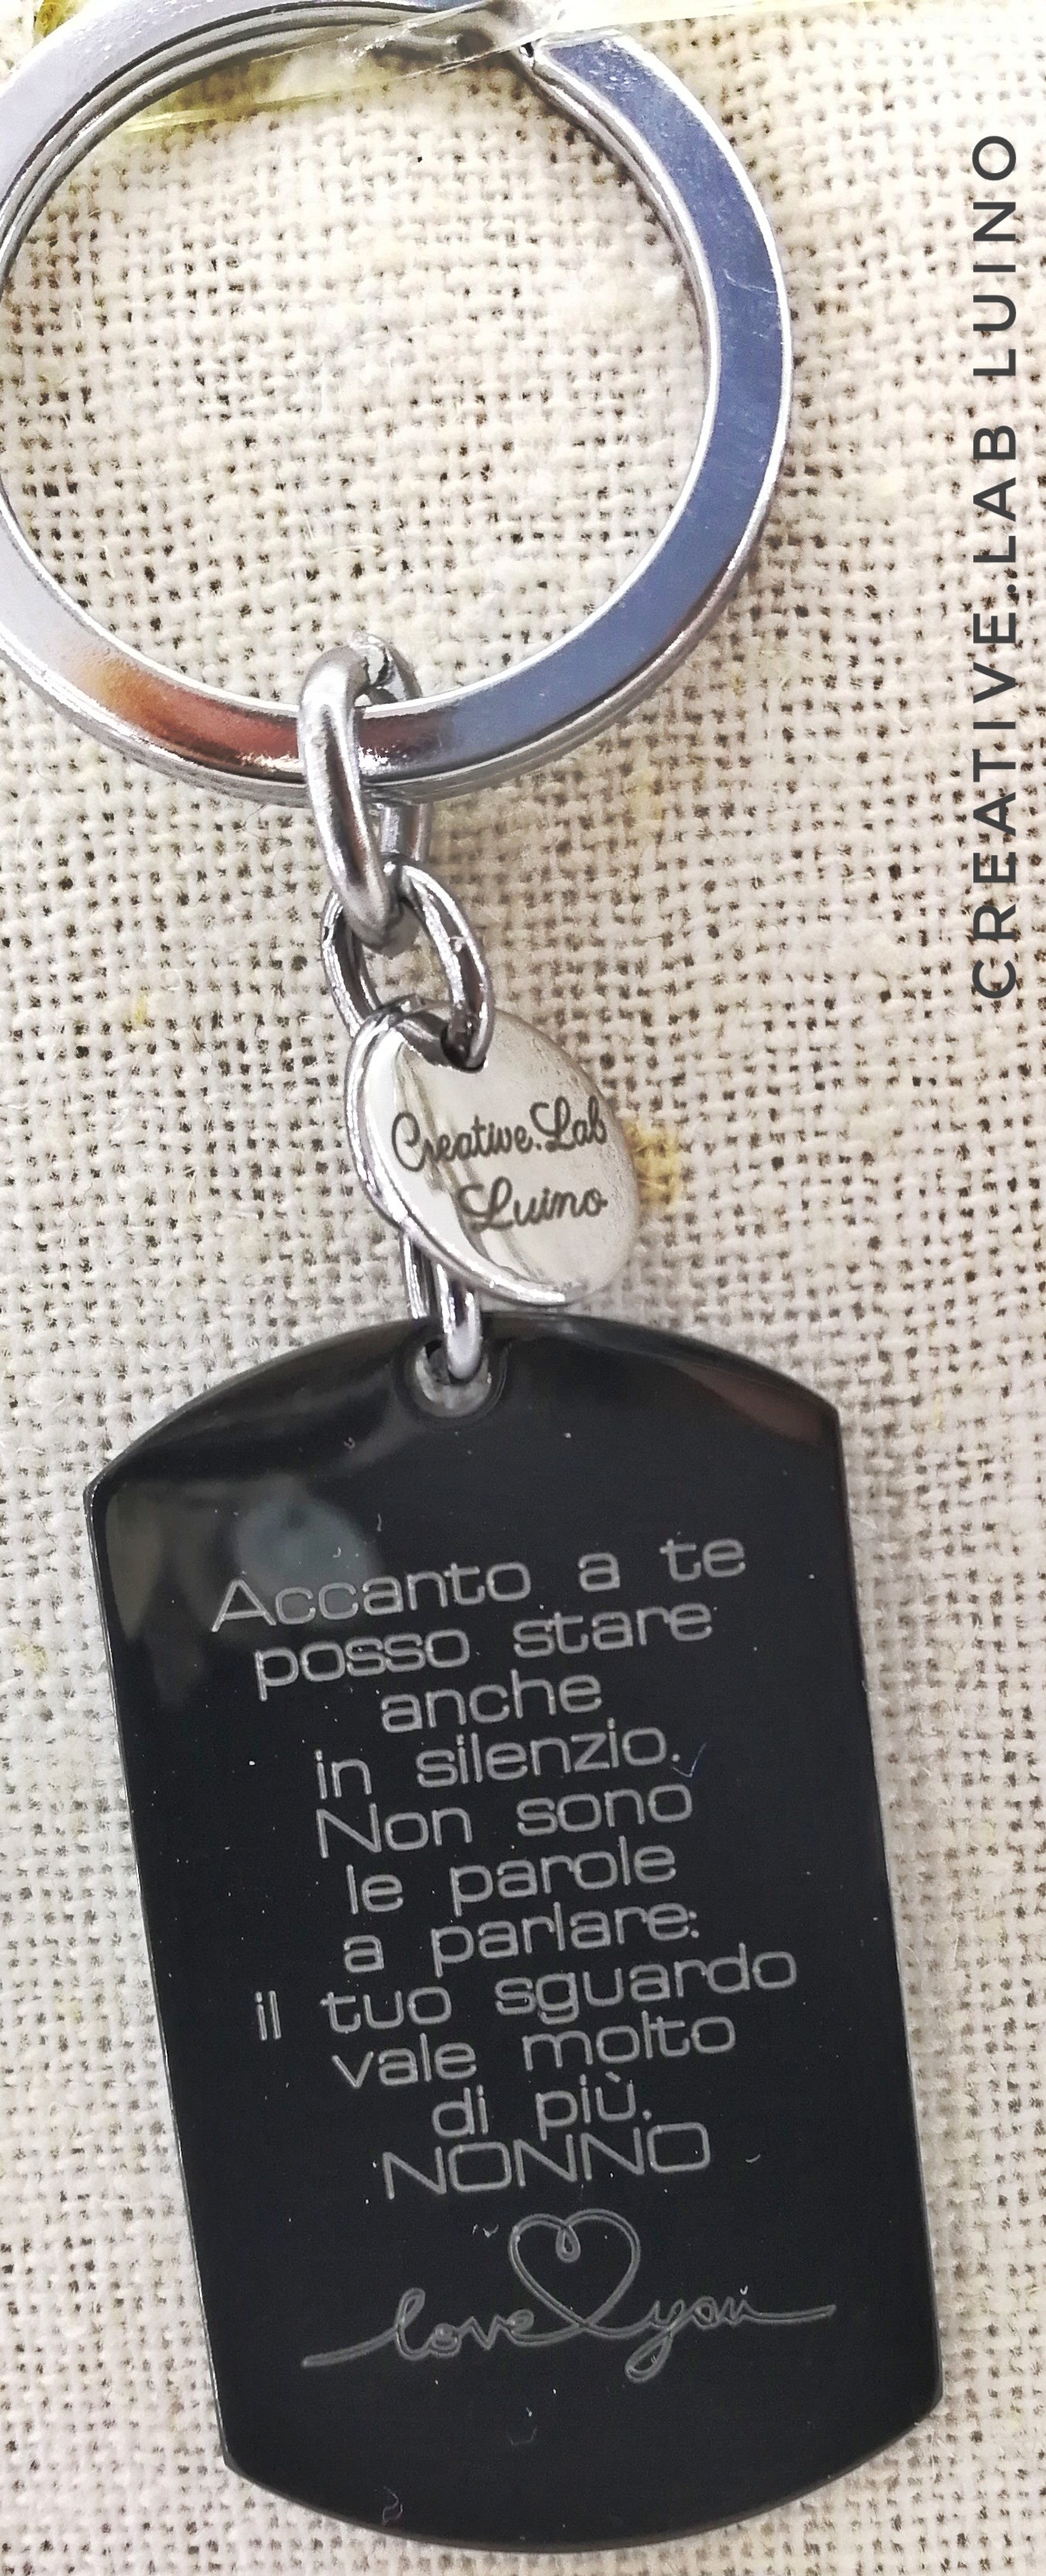 CREATIVE.LAB LUINO
Creative.Lab
Luino
Accanto a te
posso stare
anche
in silenzio.
Non sono
le parole
a parlare:
il tuo sguardo
vale molto
di più.
NONNO
love you